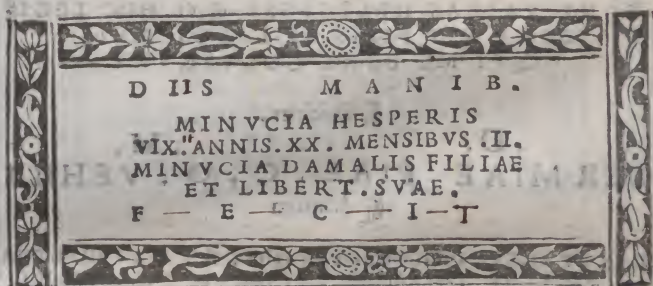 D IIS M A N I B.
MINVCIA HESPERIS
VIX. ANNIS. XX. MENSIBVS .II.
MINVCIA DAMALIS FILIAE
ET LIBERT. SVAE.
F — E — C — I — T